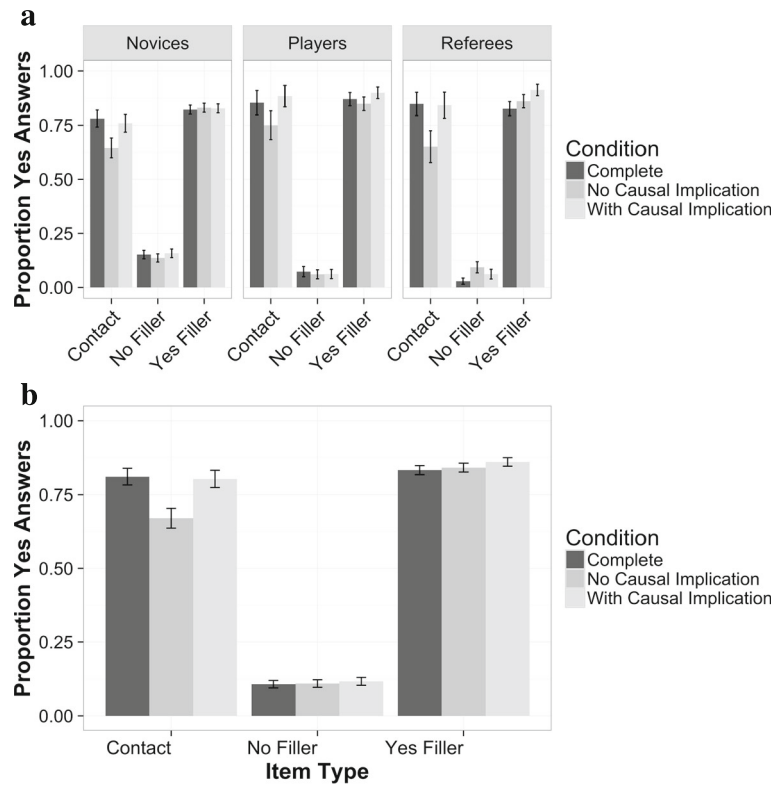 a
Novices Players Referees
Proportion Yes Answers
1.00
0.75
0.50
0.25
0.00
Contact No Filler Yes Filler Contact No Filler Yes Filler Contact No Filler Yes Filler
Condition
Complete
No Causal Implication
With Causal Implication
b
Proportion Yes Answers
1.00
0.75
0.50
0.25
0.00
Contact No Filler Yes Filler
Item Type
Condition
Complete
No Causal Implication
With Causal Implication